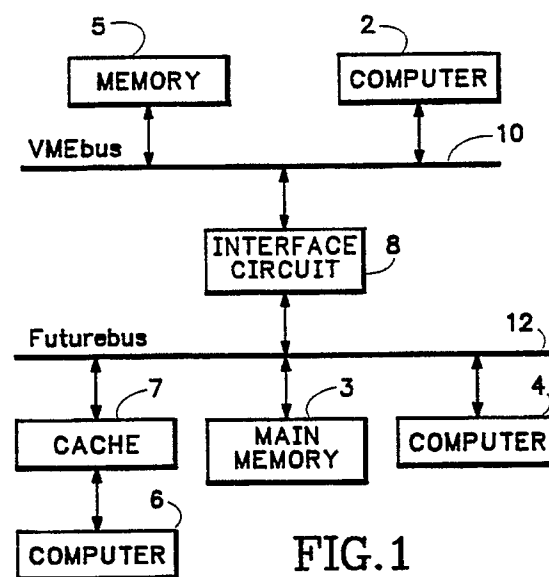 5
2
MEMORY
COMPUTER
VMEbus
10
INTERFACE
CIRCUIT
8
Futurebus
12
7
3
4
CACHE
MAIN
MEMORY
COMPUTER
6
COMPUTER
FIG.1